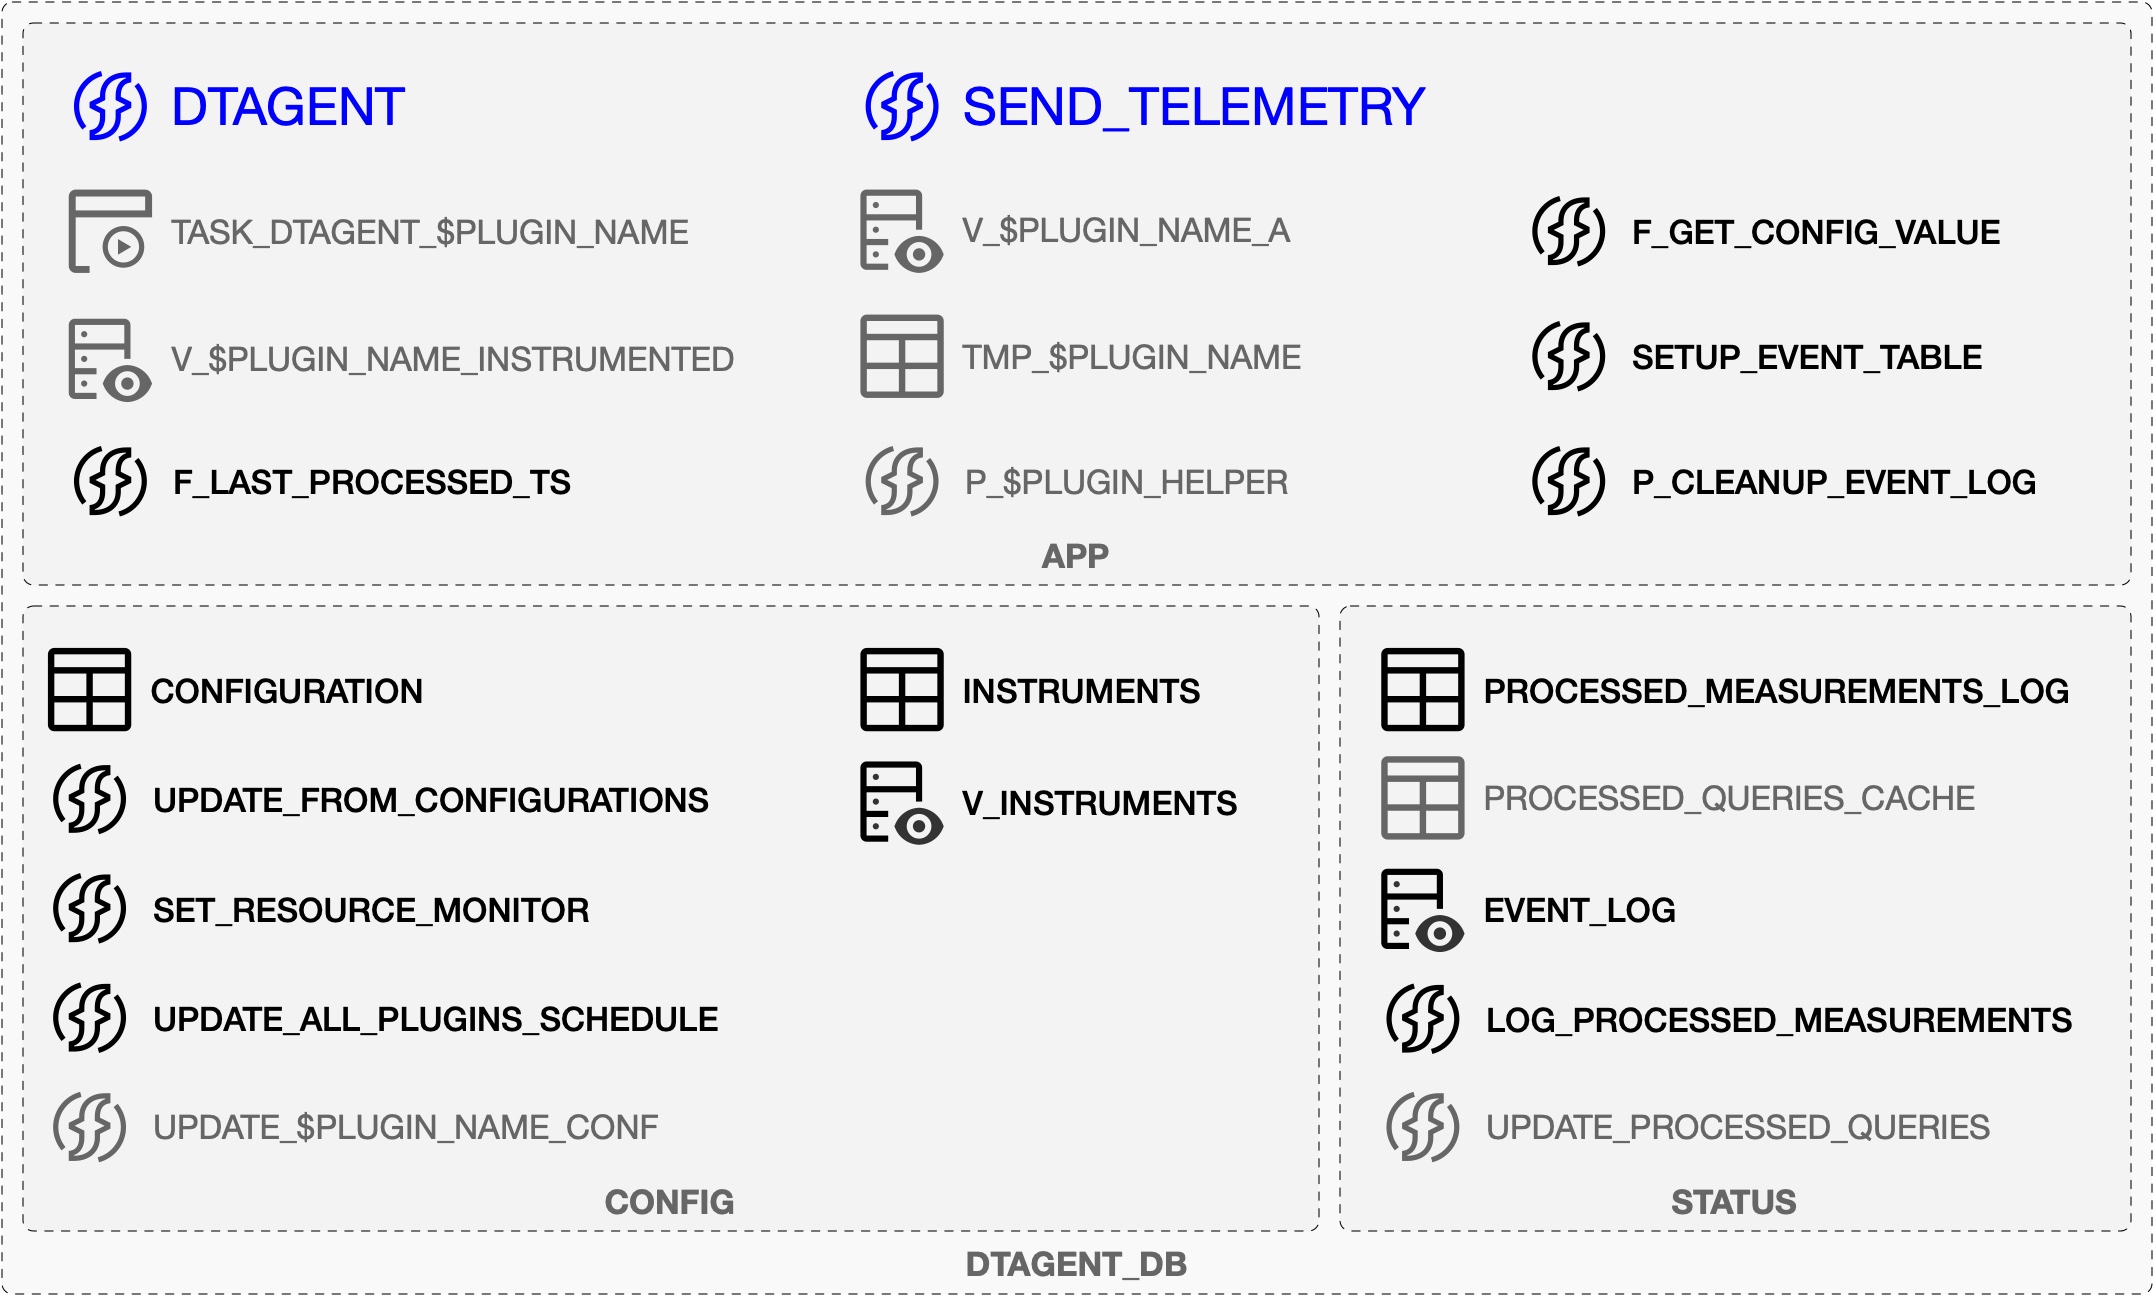 DTAGENT
SEND_TELEMETRY
TASK_DTAGENT_$PLUGIN_NAME
V_$PLUGIN_NAME_A
F_GET_CONFIG_VALUE
V_$PLUGIN_NAME_INSTRUMENTED
TMP_$PLUGIN_NAME
SETUP_EVENT_TABLE
F_LAST_PROCESSED_TS
P_$PLUGIN_HELPER
P_CLEANUP_EVENT_LOG
APP
CONFIGURATION
INSTRUMENTS
UPDATE_FROM_CONFIGURATIONS
V_INSTRUMENTS
SET_RESOURCE_MONITOR
UPDATE_ALL_PLUGINS_SCHEDULE
UPDATE_$PLUGIN_NAME_CONF
CONFIG
PROCESSED_MEASUREMENTS_LOG
PROCESSED_QUERIES_CACHE
EVENT_LOG
LOG_PROCESSED_MEASUREMENTS
UPDATE_PROCESSED_QUERIES
STATUS
DTAGENT_DB